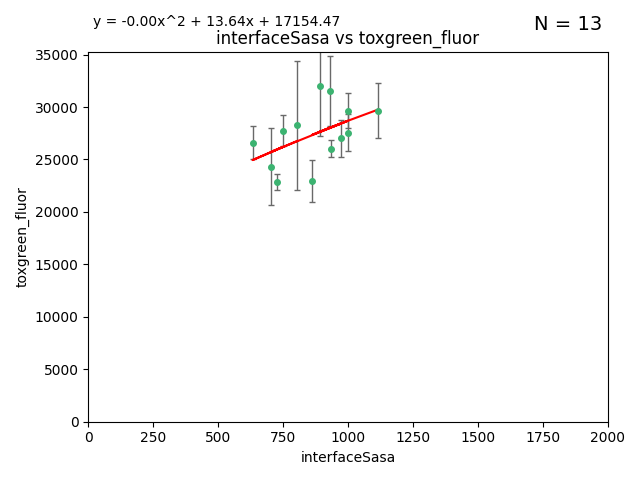 y = -0.00x^2 + 13.64x + 17154.47
N = 13
interfaceSasa vs toxgreen_fluor
35000
30000
25000
20000
15000
10000
5000
0
toxgreen_fluor
0 250 500 750 1000 1250 1500 1750 2000
interfaceSasa